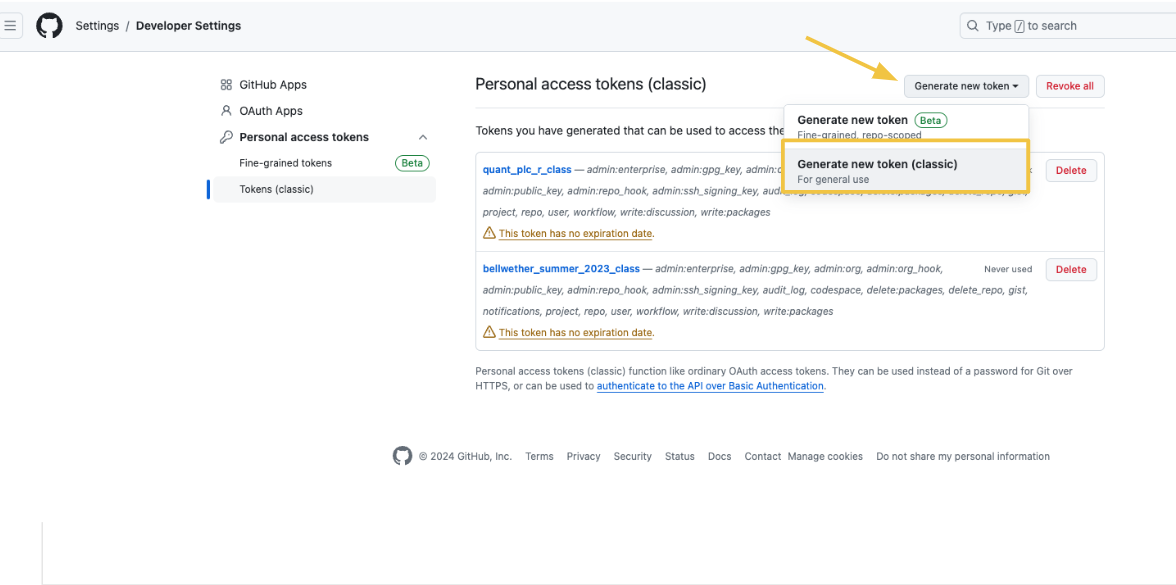 Settings / Developer Settings
Type / to search
GitHub Apps
OAuth Apps
Personal access tokens
Fine-grained tokens Beta
Tokens (classic)
Personal access tokens (classic)
Generate new token
Revoke all
Generate new token Beta
Fine-grained, repo-scoped
Generate new token (classic)
For general use
Tokens you have generated that can be used to access the
quant_plc_r_class — admin:enterprise, admin:gpg_key,
Delete
admin:public_key, admin:repo_hook, admin:ssh_signing_key, audit_log, codespace, delete:packages, delete_repo, gist,
project, repo, user, workflow, write:discussion, write:packages
This token has no expiration date.
bellwether_summer_2023_class — admin:enterprise, admin:gpg_key, admin:org, admin:org_hook,
Never used
Delete
admin:public_key, admin:repo_hook, admin:ssh_signing_key, audit_log, codespace, delete:packages, delete_repo, gist,
notifications, project, repo, user, workflow, write:discussion, write:packages
This token has no expiration date.
Personal access tokens (classic) function like ordinary OAuth access tokens. They can be used instead of a password for Git over
HTTPS, or can be used to authenticate to the API over Basic Authentication.
© 2024 GitHub, Inc. Terms Privacy Security Status Docs Contact Manage cookies Do not share my personal information